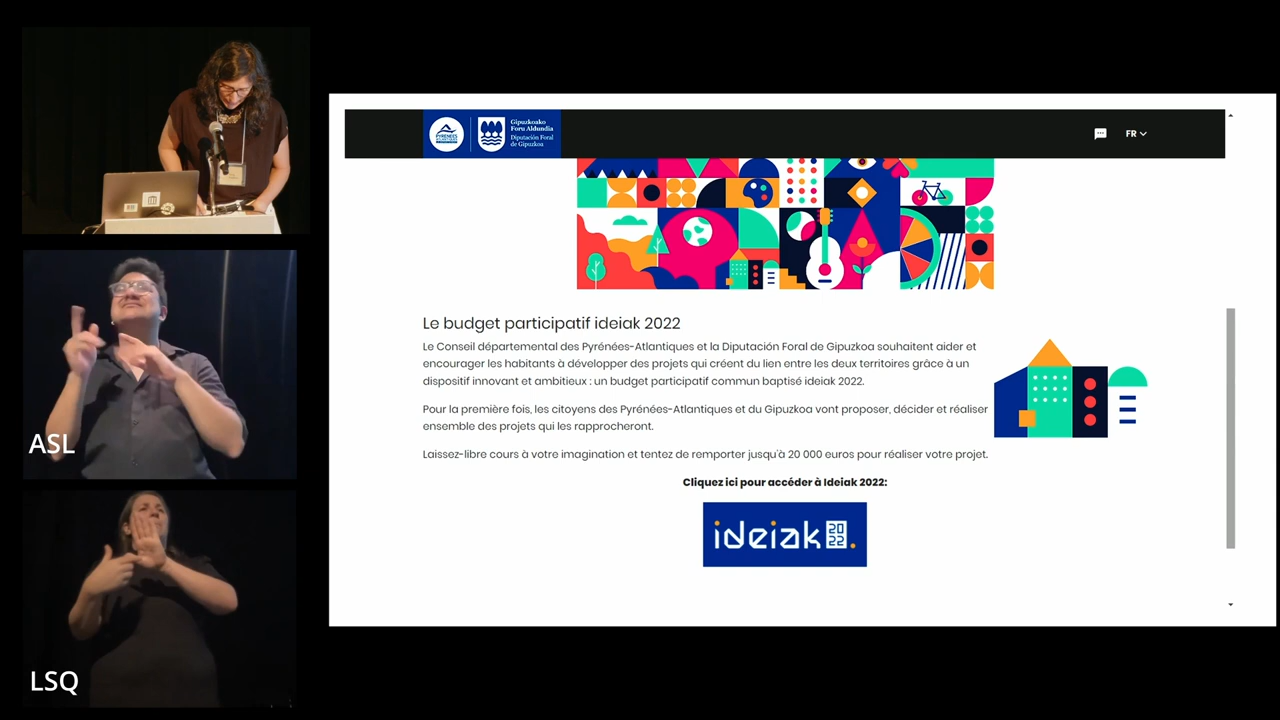 ASL
LSQ
PYRÉNÉES
Gipuzkoako
Foru Aldundia
Diputación Foral
de Gipuzkoa
FR
Le budget participatif ideiak 2022
Le Conseil départemental des Pyrénées-Atlantiques et la Diputación Foral de Gipuzkoa souhaitent aider et
encourager les habitants à développer des projets qui créent du lien entre les deux territoires grâce à un
dispositif innovant et ambitieux : un budget participatif commun baptisé ideiak 2022.
Pour la première fois, les citoyens des Pyrénées-Atlantiques et du Gipuzkoa vont proposer, décider et réaliser
ensemble des projets qui les rapprocheront.
Laissez-libre cours à votre imagination et tentez de remporter jusqu'à 20 000 euros pour réaliser votre projet.
Cliquez ici pour accéder à Ideiak 2022:
ideiak 2022.